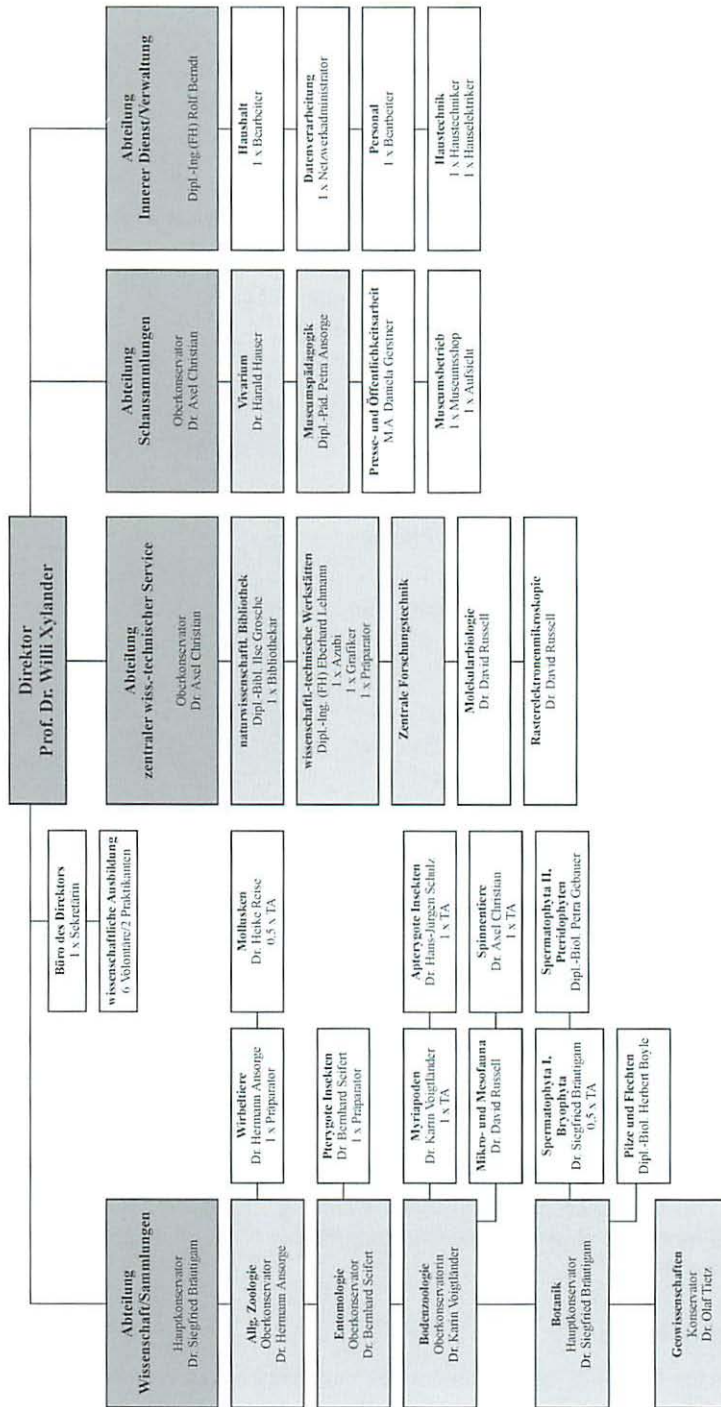 Direktor
Prof. Dr. Willi Xylander
Büro des Direktors
1 x Sekretärin
wissenschaftliche Ausbildung
6 Volontäre/2 Praktikanten
Abteilung
Wissenschaft/Sammlungen
Hauptkonservator
Dr. Siegfried Bräutigam
Allg. Zoologie
Oberkonservator
Dr. Hermann Ansorge
Wirbeltiere
Dr. Hermann Ansorge
1 x Präparator
Mollusken
Dr. Heike Reise
0,5 x TA
Entomologie
Oberkonservator
Dr. Bernhard Seifert
Pterygote Insekten
Dr Bernhard Seifert
1 x Präparator
Bodenzoologie
Oberkonservatorin
Dr. Karin Voigtländer
Myriapoden
Dr. Karin Voigtländer
1 x TA
Apterygote Insekten
Dr. Hans-Jürgen Schulz
1 x TA
Mikro- und Mesofauna
Dr. David Russell
Spinnentiere
Dr. Axel Christian
1 x TA
Botanik
Hauptkonservator
Dr. Siegfried Bräutigam
Spermatophyta I,
Bryophyta
Dr. Siegfried Bräutigam
0,5 x TA
Spermatophyta II,
Pteridophyten
Dipl.-Biol. Petra Gebauer
Pilze und Flechten
Dipl.-Biol. Herbert Boyle
Geowissenschaften
Konservator
Dr. Olaf Tietz
Abteilung
zentraler wiss.-technischer Service
Oberkonservator
Dr. Axel Christian
naturwissenschaftl. Bibliothek
Dipl.-Bibl. Ilse Grosche
1 x Bibliothekar
wissenschaftl.-technische Werkstätten
Dipl.-Ing. (FH) Eberhard Lehmann
1 x Azubi
1 x Grafiker
1 x Präparator
Zentrale Forschungstechnik
Molekularbiologie
Dr. David Russell
Rasterelektronenmikroskopie
Dr. David Russell
Abteilung
Schausammlungen
Oberkonservator
Dr. Axel Christian
Vivarium
Dr. Harald Hauser
Museumspädagogik
Dipl.-Päd. Petra Ansorge
Presse- und Öffentlichkeitsarbeit
M.A. Daniela Gerstner
Museumsbetrieb
1 x Museumsshop
1 x Aufsicht
Abteilung
Innerer Dienst/Verwaltung
Dipl.-Ing.(FH) Rolf Berndt
Haushalt
1 x Bearbeiter
Datenverarbeitung
1 x Netzwerkadministrator
Personal
1 x Bearbeiter
Haustechnik
1 x Haustechniker
1 x Hauselektriker